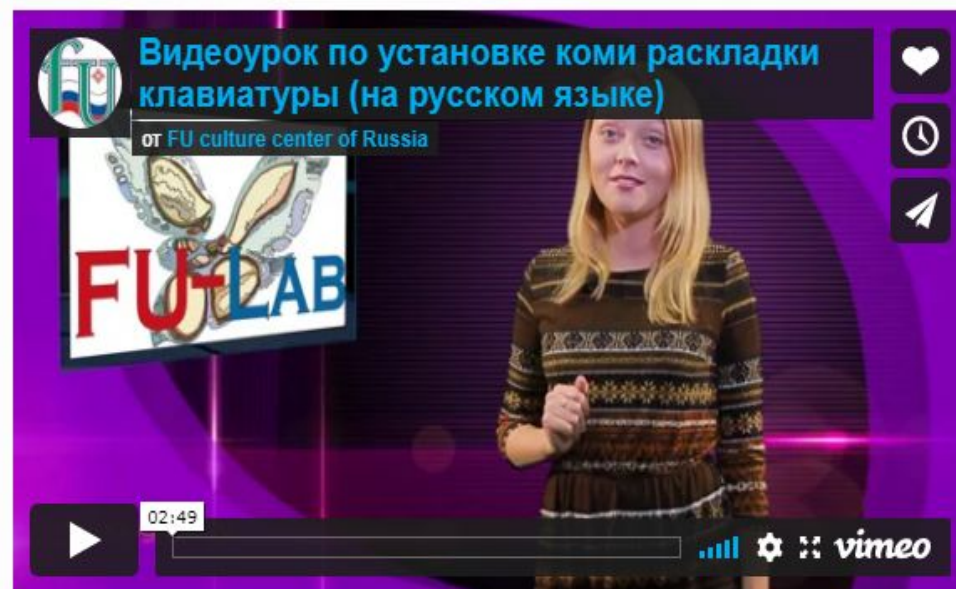 Видеоурок по установке коми раскладки
клавиатуры (на русском языке)
от FU culture center of Russia
fu
FU-LAB
02:49
vimeo